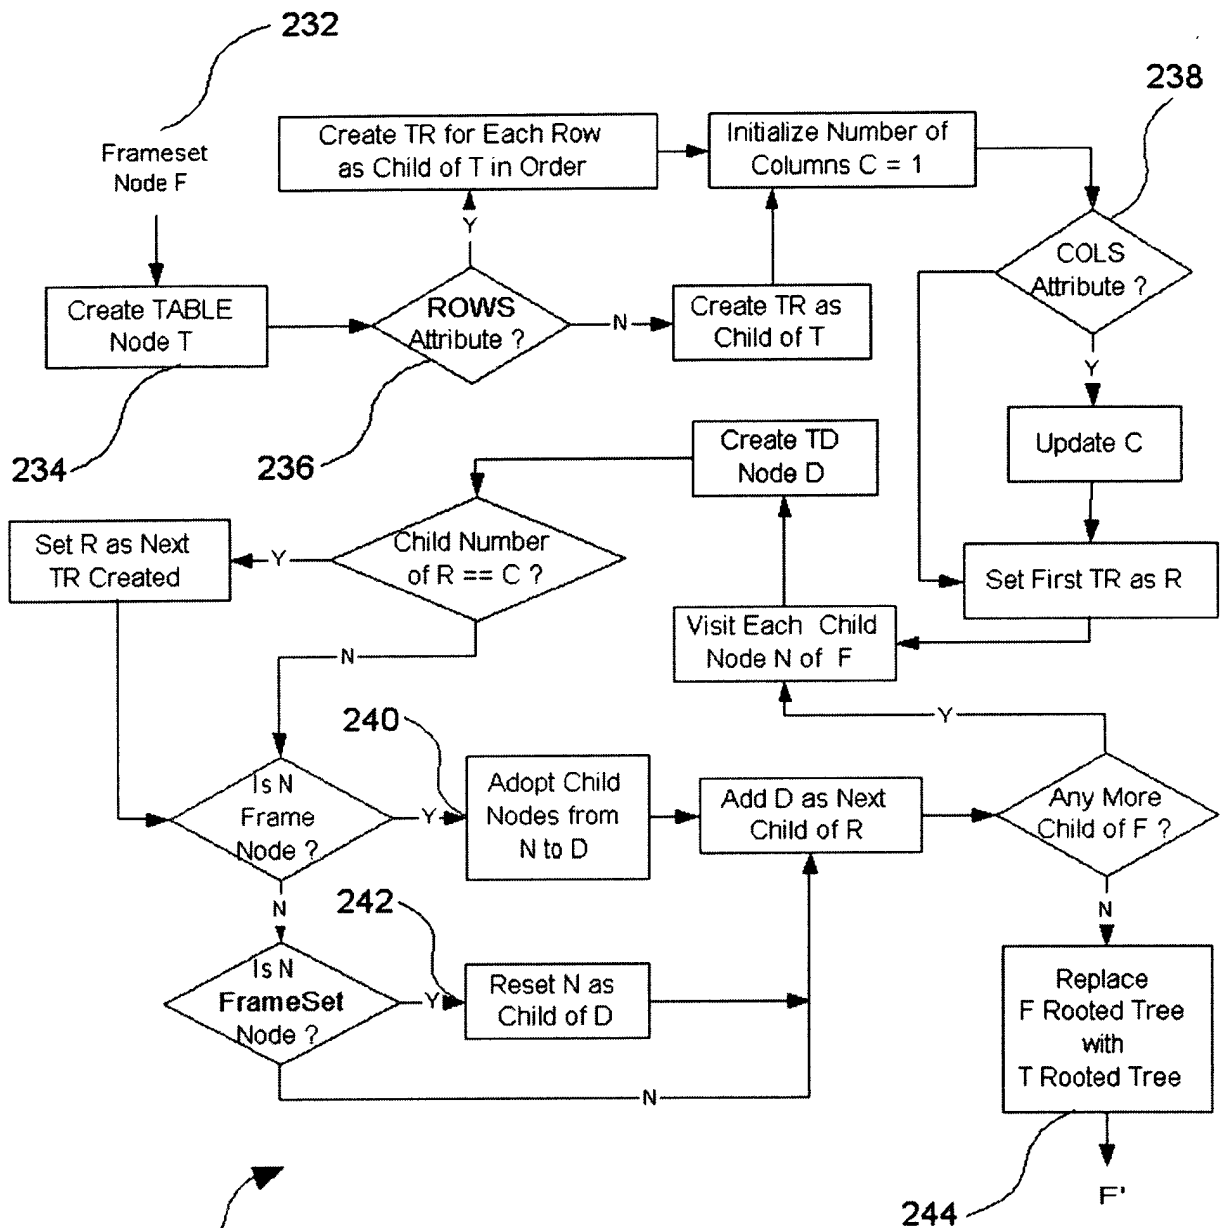 232
238
Frameset
Node F
Create TR for Each Row
as Child of T in Order
Initialize Number of
Columns C = 1
Y
COLS
Attribute ?
Create TABLE
Node T
ROWS
Attribute ?
N
Create TR as
Child of T
Y
234
236
Create TD
Node D
Update C
Set R as Next
TR Created
Y
Child Number
of R == C ?
Set First TR as R
Visit Each Child
Node N of F
N
Y
240
Is N
Frame
Node ?
Y
Adopt Child
Nodes from
N to D
Add D as Next
Child of R
Any More
Child of F ?
N
N
242
Is N
FrameSet
Node ?
Y
Reset N as
Child of D
Replace
F Rooted Tree
with
T Rooted Tree
N
244
F'